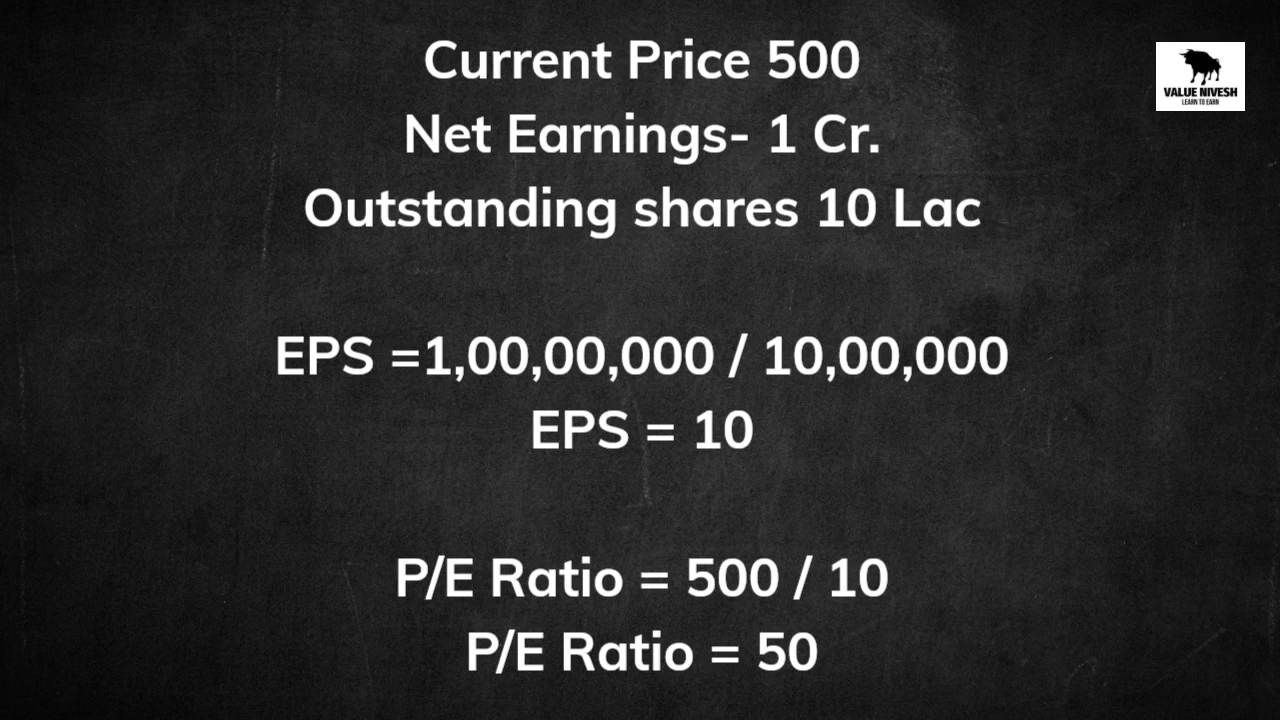 Current Price 500
VALUE NIVESH
LEARN TO EARN
Net Earnings- 1 Cr.
Outstanding shares 10 Lac
EPS =1,00,00,000 / 10,00,000
EPS = 10
P/E Ratio = 500 / 10
P/E Ratio = 50